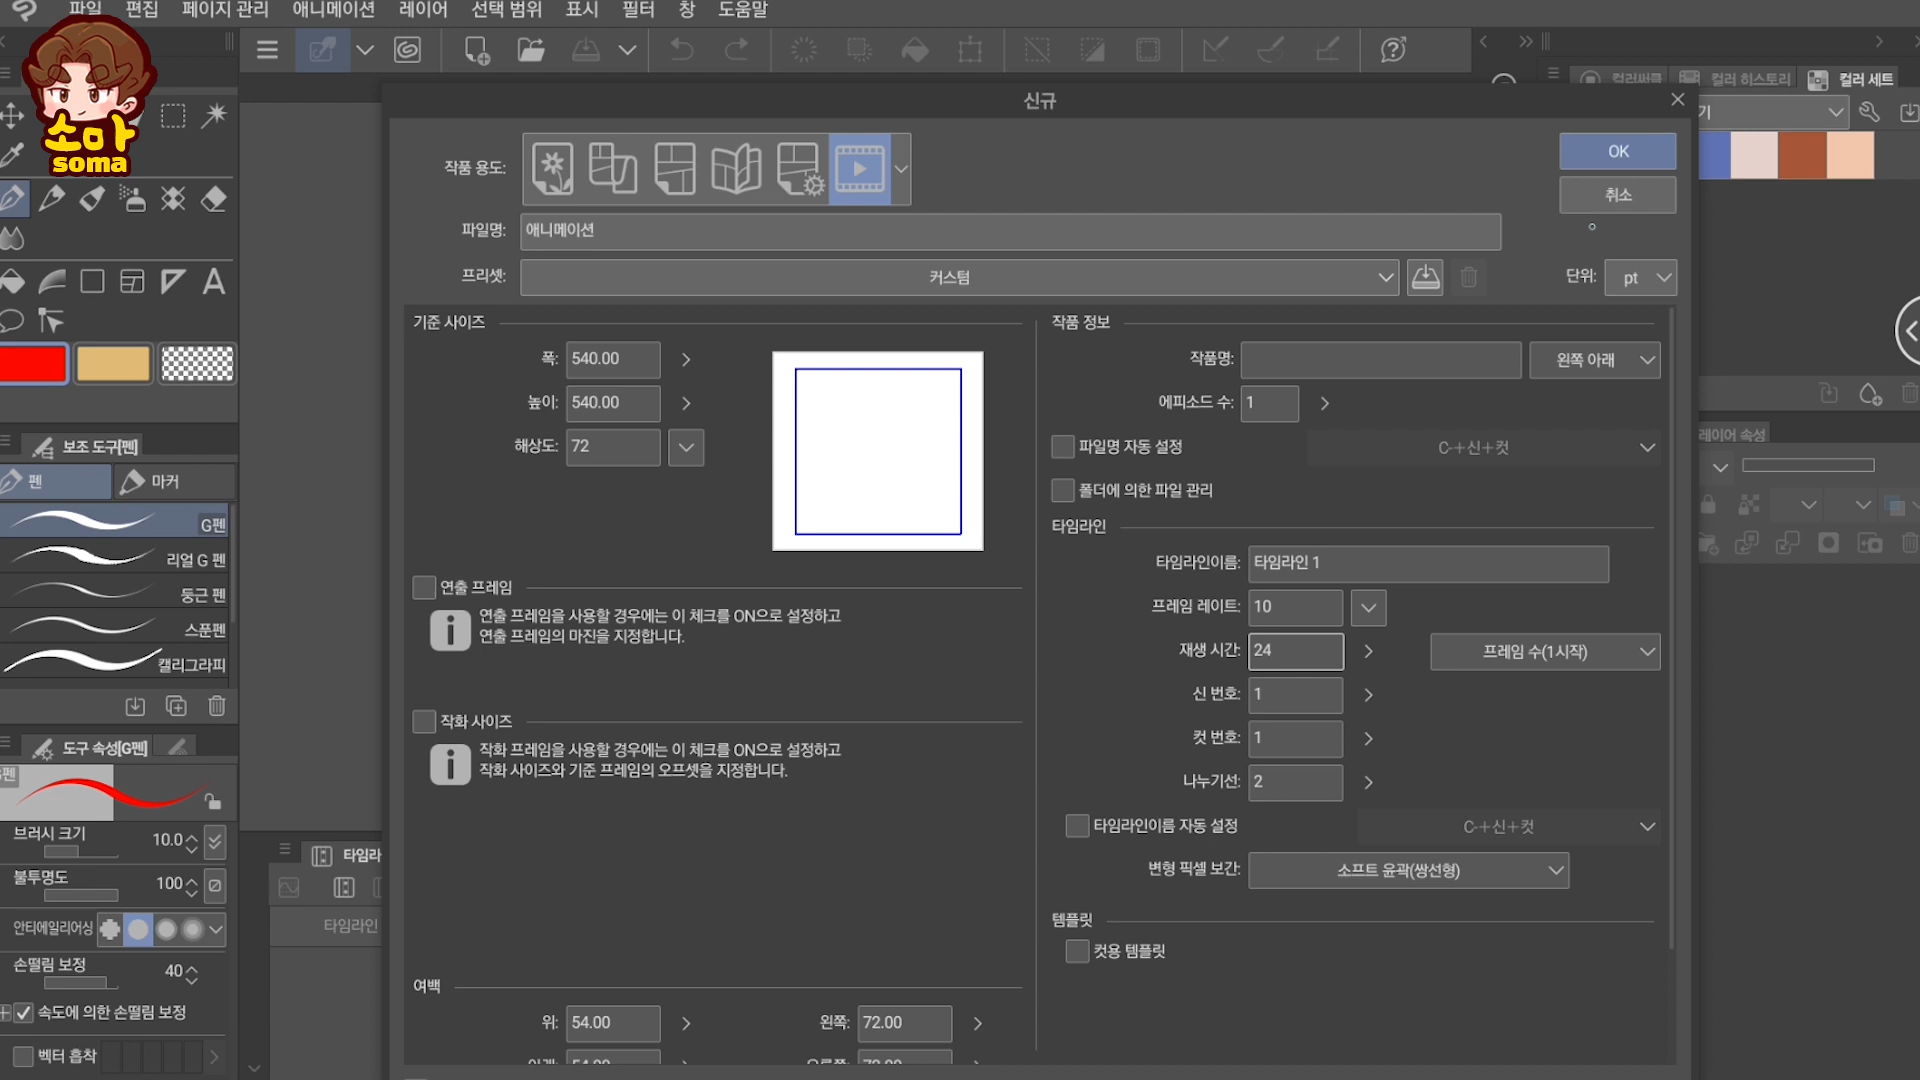 파일 편집 페이지 관리 애니메이션 레이어 선택 범위 표시 필터 창 도움말
소마
soma
신규
컬러써클 컬러 히스토리 컬러 세트
작품 용도:
OK
취소
파일명: 애니메이션
프리셋: 커스텀
단위: pt
기준 사이즈
폭: 540.00
높이: 540.00
해상도: 72
연출 프레임
연출 프레임을 사용할 경우에는 이 체크를 ON으로 설정하고
연출 프레임의 마진을 지정합니다.
작화 사이즈
작화 프레임을 사용할 경우에는 이 체크를 ON으로 설정하고
작화 사이즈와 기준 프레임의 오프셋을 지정합니다.
여백
위: 54.00 왼쪽: 72.00
아래: 54.00 오른쪽: 72.00
작품 정보
작품명: 왼쪽 아래
에피소드 수: 1
파일명 자동 설정 C-+신+컷
폴더에 의한 파일 관리
타임라인
타임라인이름: 타임라인 1
프레임 레이트: 10
재생 시간: 24 프레임 수(1시작)
신 번호: 1
컷 번호: 1
나누기선: 2
타임라인이름 자동 설정 C-+신+컷
변형 픽셀 보간: 소프트 윤곽(쌍선형)
템플릿
컷용 템플릿
보조 도구[펜]
펜 마커
G펜
리얼 G 펜
둥근 펜
스푼펜
캘리그라피
도구 속성[G펜]
브러시 크기 10.0
불투명도 100
안티에일리어싱
손떨림 보정 40
속도에 의한 손떨림 보정
벡터 흡착
타임라인
레이어 속성